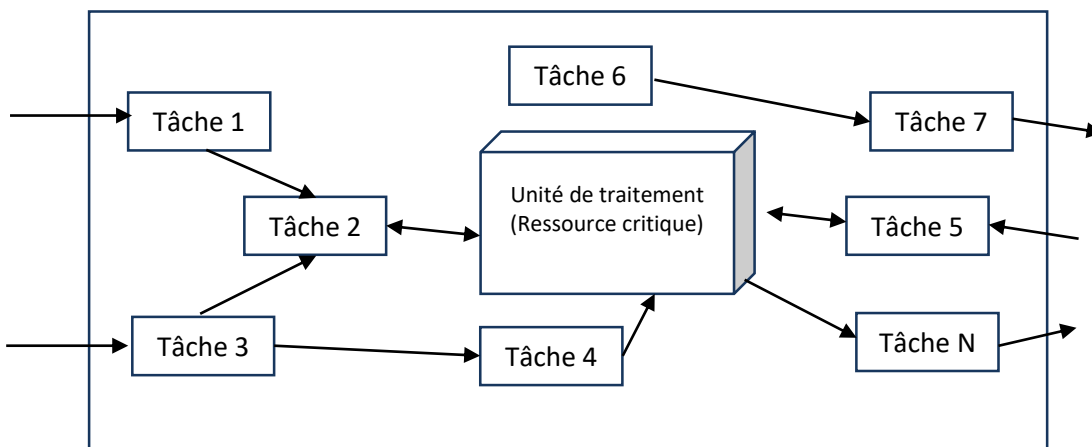 Tâche 6
Tâche 1
Tâche 7
Unité de traitement
(Ressource critique)
Tâche 2
Tâche 5
Tâche 3
Tâche 4
Tâche N